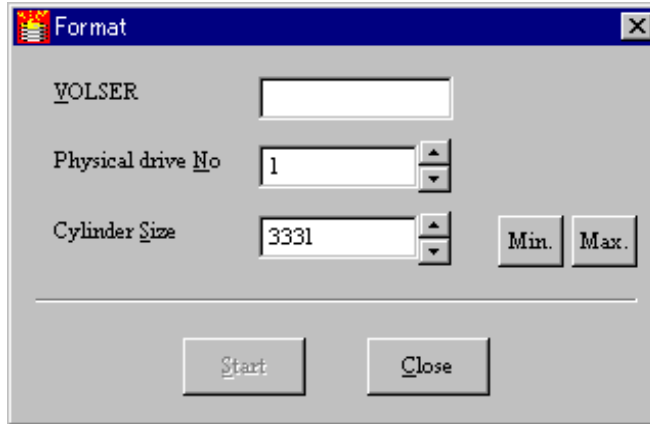 Format
VOLSER
Physical drive No
1
Cylinder Size
3331
Min.
Max.
Start
Close